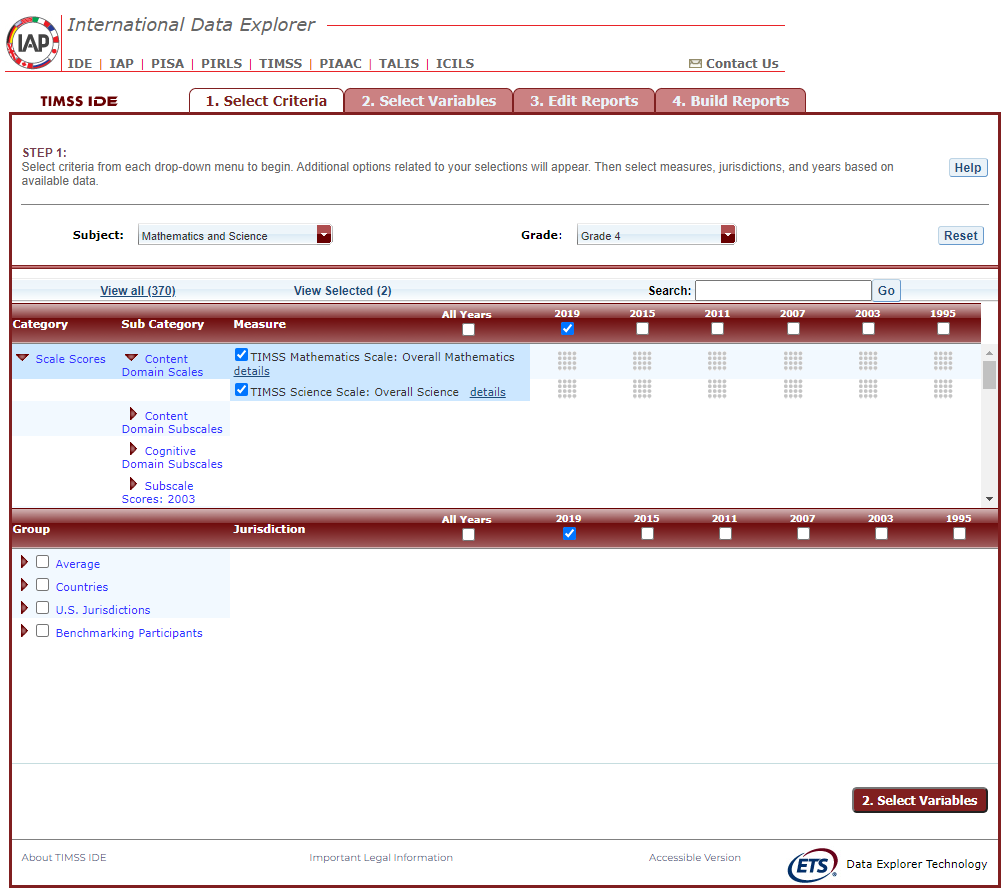 International Data Explorer
IAP
IDE | IAP | PISA | PIRLS | TIMSS | PIAAC | TALIS | ICILS
Contact Us
TIMSS IDE
1. Select Criteria
2. Select Variables
3. Edit Reports
4. Build Reports
STEP 1:
Select criteria from each drop-down menu to begin. Additional options related to your selections will appear. Then select measures, jurisdictions, and years based on
available data.
Help
Subject: Mathematics and Science
Grade: Grade 4
Reset
View all (370)
View Selected (2)
Search:
Go
Category Sub Category Measure All Years 2019 2015 2011 2007 2003 1995
Scale Scores
Content
Domain Scales
TIMSS Mathematics Scale: Overall Mathematics
details
TIMSS Science Scale: Overall Science details
Content
Domain Subscales
Cognitive
Domain Subscales
Subscale
Scores: 2003
Group Jurisdiction All Years 2019 2015 2011 2007 2003 1995
Average
Countries
U.S. Jurisdictions
Benchmarking Participants
2. Select Variables
About TIMSS IDE
Important Legal Information
Accessible Version
ETS® Data Explorer Technology